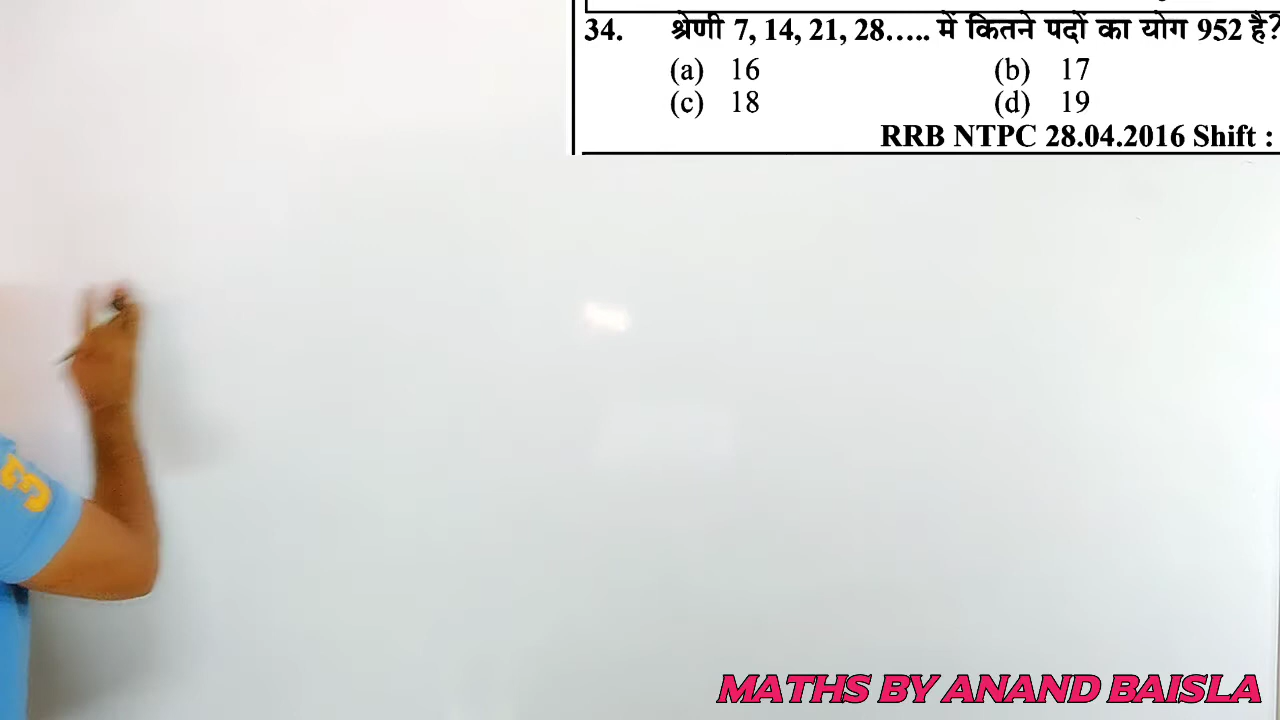 34. श्रेणी 7, 14, 21, 28..... में कितने पदों का योग 952 है?
(a) 16 (b) 17
(c) 18 (d) 19
RRB NTPC 28.04.2016 Shift :
MATHS BY ANAND BAISLA